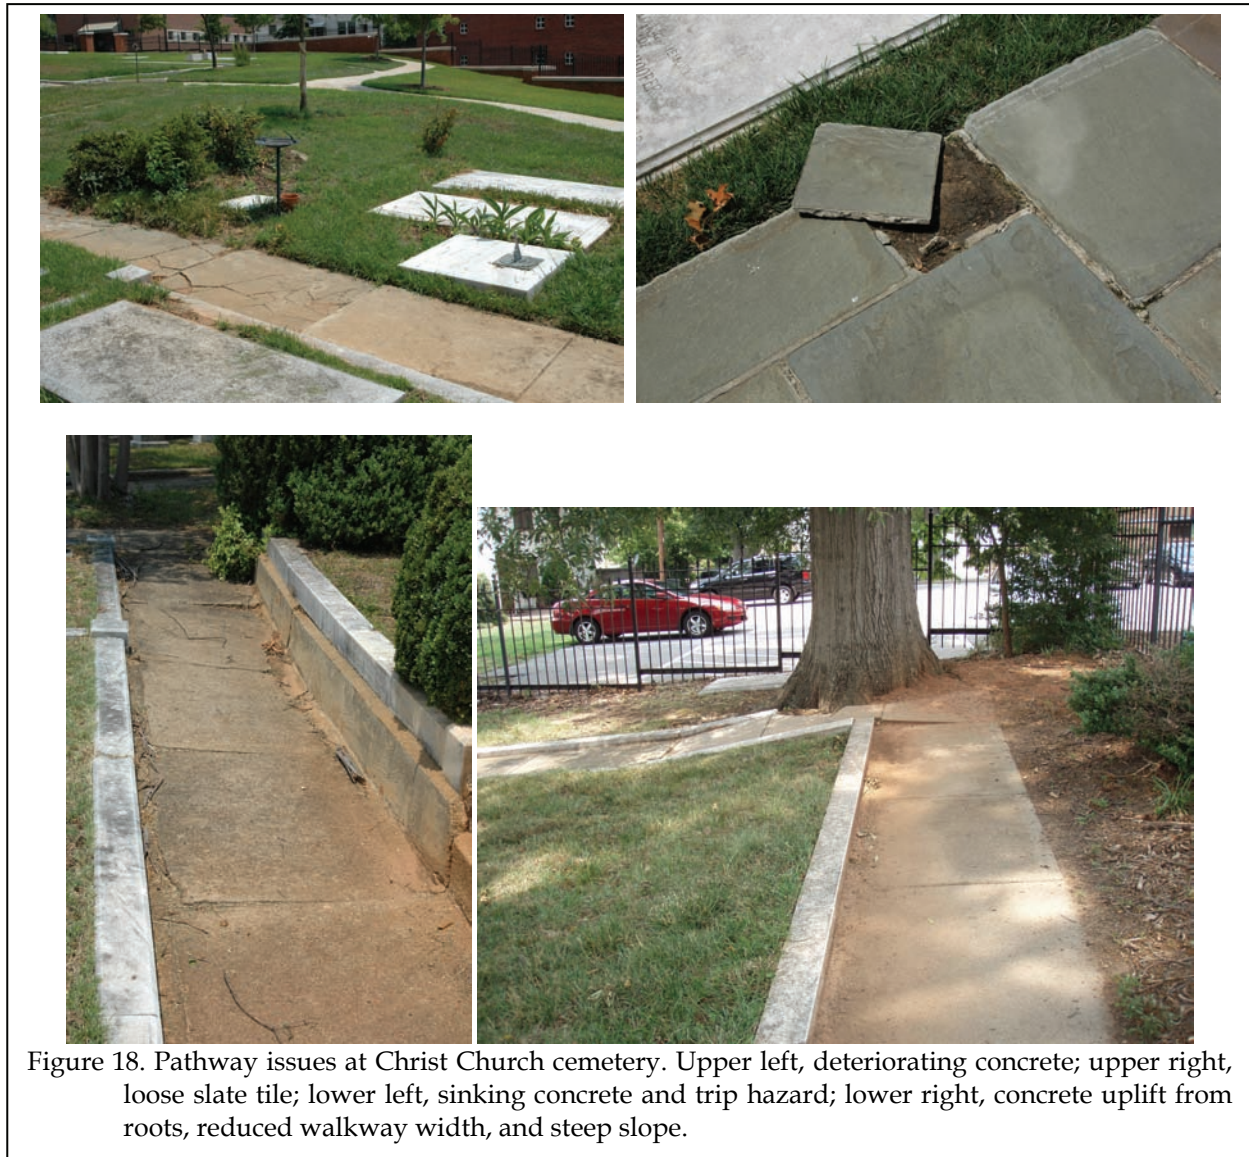 Figure 18. Pathway issues at Christ Church cemetery. Upper left, deteriorating concrete; upper right,
loose slate tile; lower left, sinking concrete and trip hazard; lower right, concrete uplift from
roots, reduced walkway width, and steep slope.